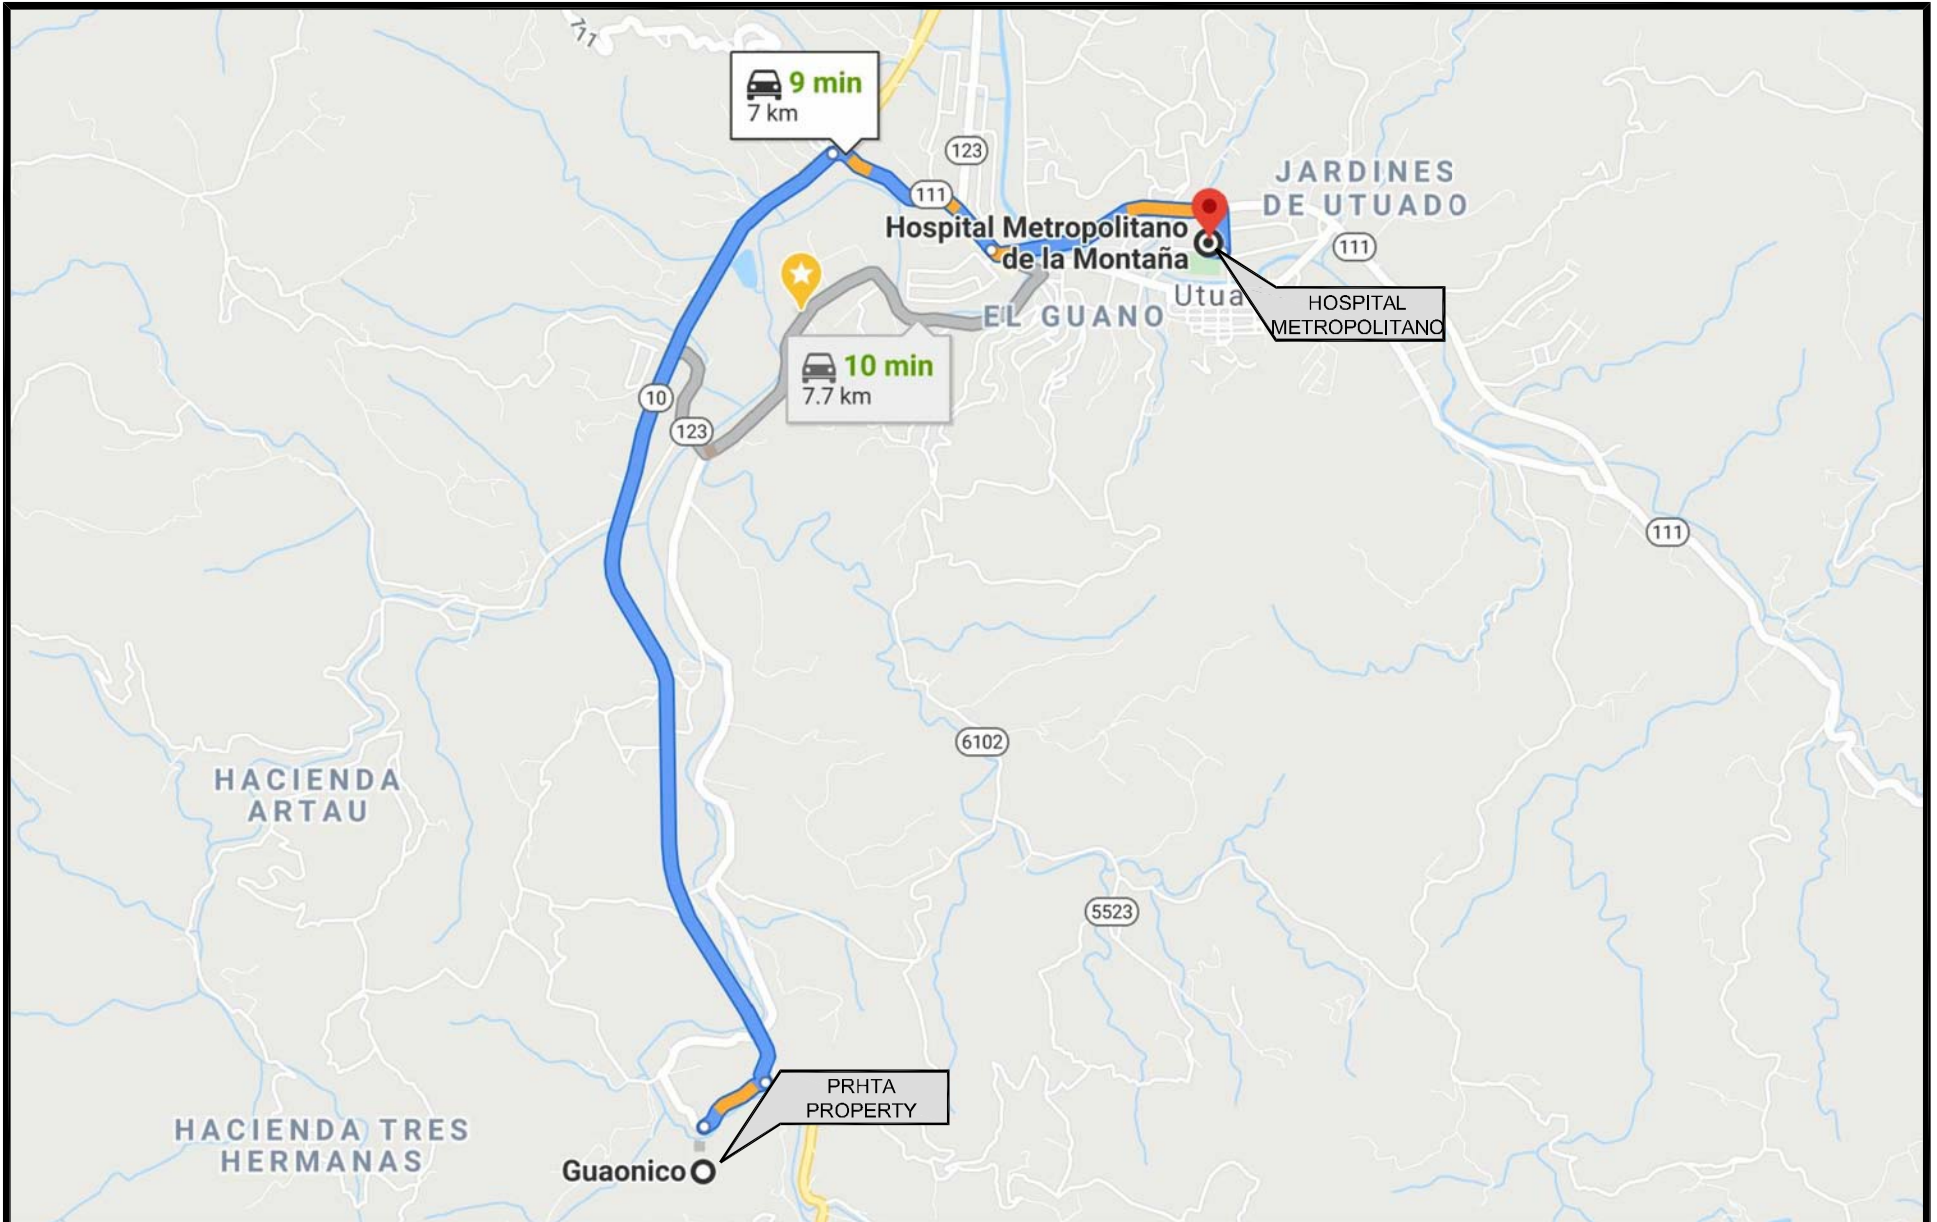 711
9 min
7 km
123
111
JARDINES
DE UTUADO
Hospital Metropolitano
de la Montaña
111
Utua
HOSPITAL
METROPOLITANO
EL GUANO
10 min
7.7 km
10
123
111
6102
HACIENDA
ARTAU
5523
PRHTA
PROPERTY
HACIENDA TRES
HERMANAS
Guaonico